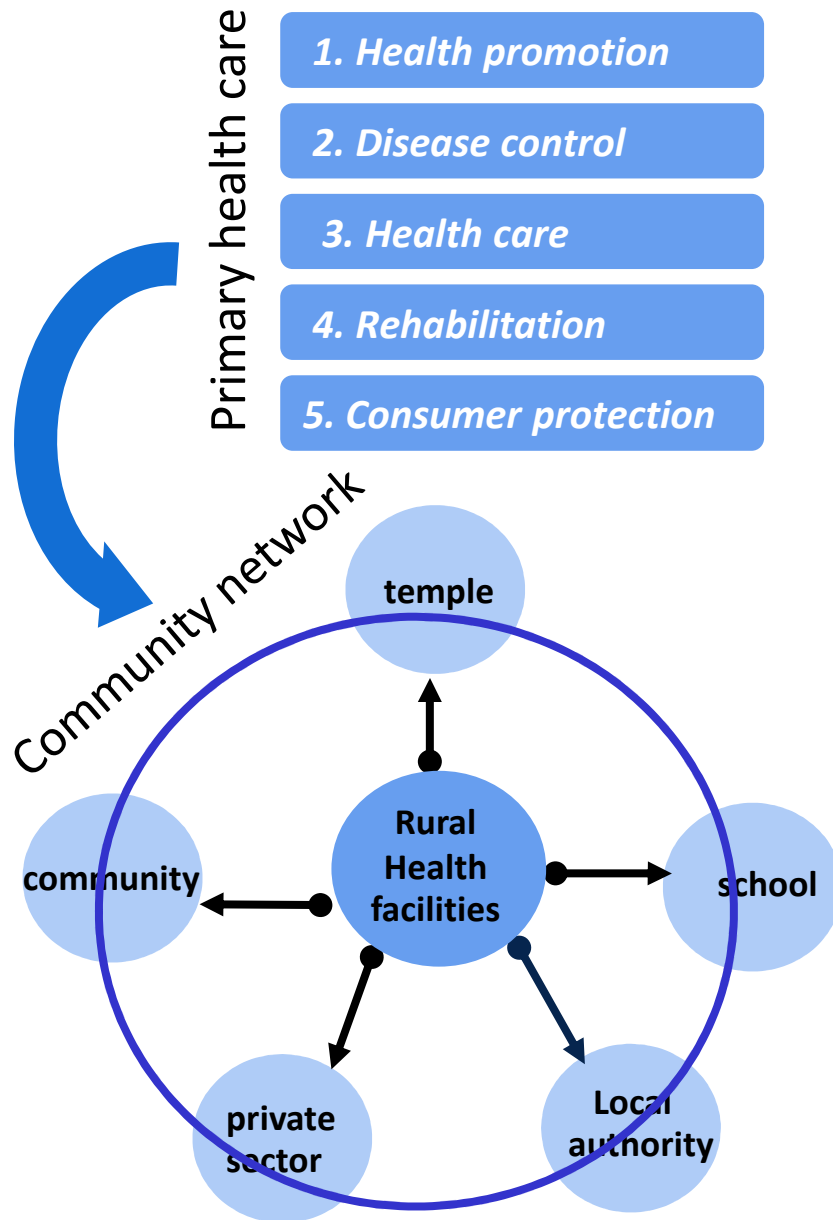 Primary health care
1. Health promotion
2. Disease control
3. Health care
4. Rehabilitation
5. Consumer protection
Community network
temple
Rural
Health
facilities
community
school
private
sector
Local
authority